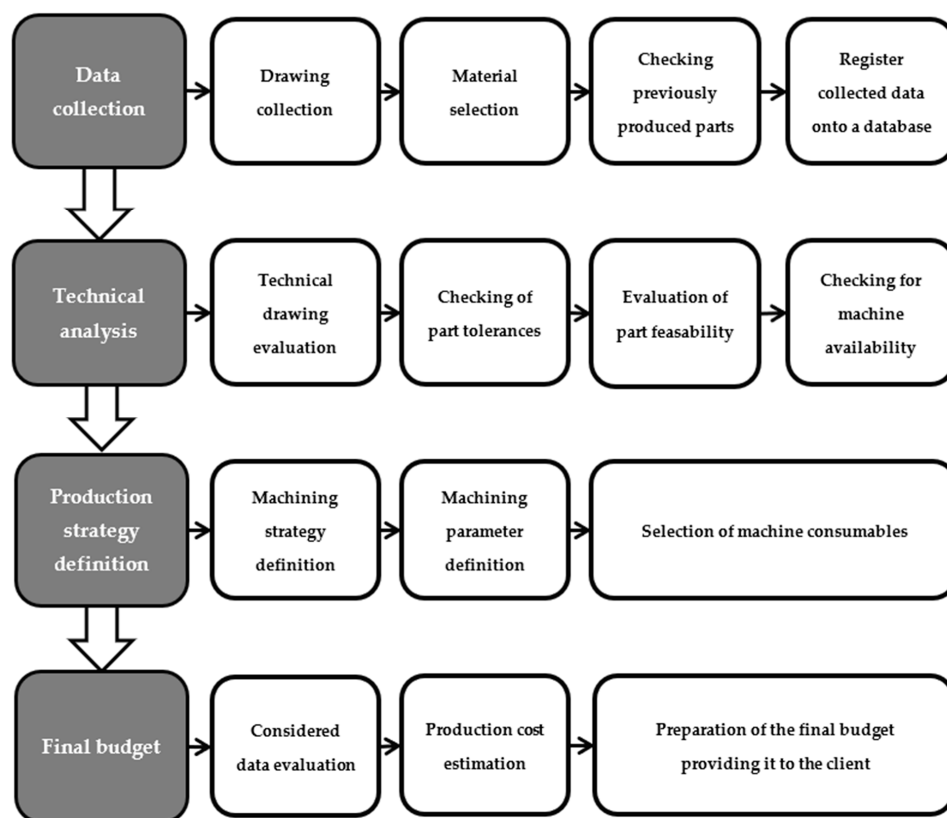 Data
collection
Drawing
collection
Material
selection
Checking
previously
produced parts
Register
collected data
onto a database
Technical
analysis
Technical
drawing
evaluation
Checking of
part tolerances
Evaluation of
part feasability
Checking for
machine
availability
Production
strategy
definition
Machining
strategy
definition
Machining
parameter
definition
Selection of machine consumables
Final budget
Considered
data evaluation
Production cost
estimation
Preparation of the final budget
providing it to the client